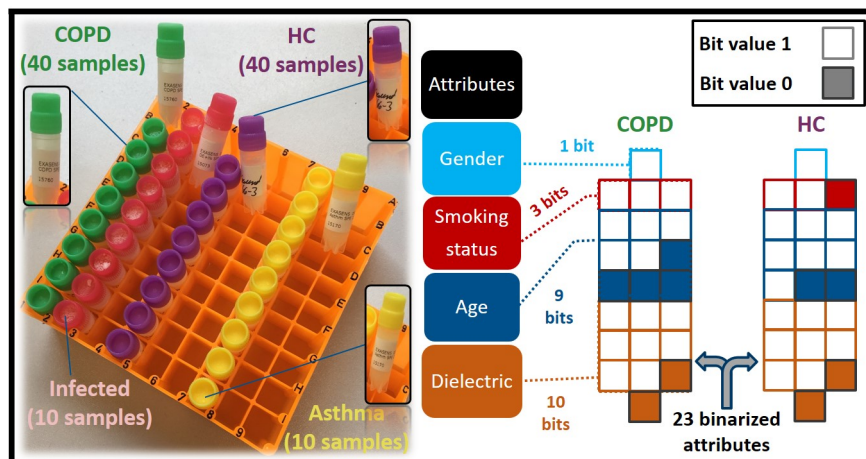 COPD
(40 samples)
HC
(40 samples)
Infected
(10 samples)
Asthma
(10 samples)
Attributes
Gender
Smoking
status
Age
Dielectric
1 bit
3 bits
9
bits
10
bits
Bit value 1
Bit value 0
COPD
HC
23 binarized
attributes